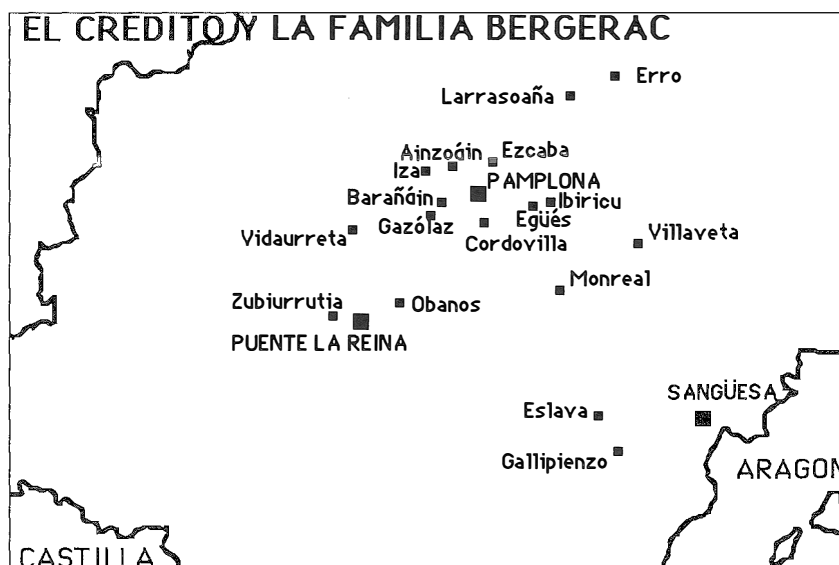 EL CREDITO Y LA FAMILIA BERGERAC
Erro
Larrasoaña
Ainzoáin
Ezcaba
Iza
PAMPLONA
Barañáin
Ibiricu
Gazólaz
Egüés
Vidaurreta
Cordovilla
Villaveta
Monreal
Zubiurrutia
Obanos
PUENTE LA REINA
SANGÜESA
Eslava
Gallipienzo
ARAGON
CASTILLA